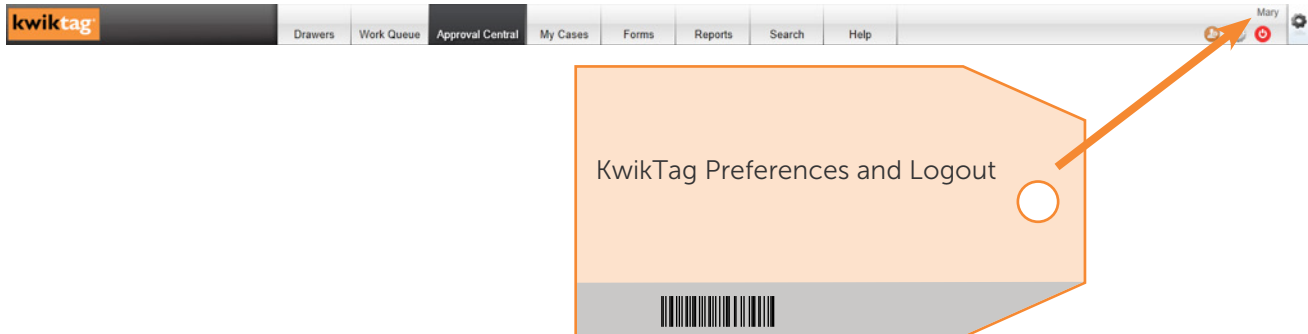 kwiktag
Mary
Drawers Work Queue Approval Central My Cases Forms Reports Search Help
KwikTag Preferences and Logout